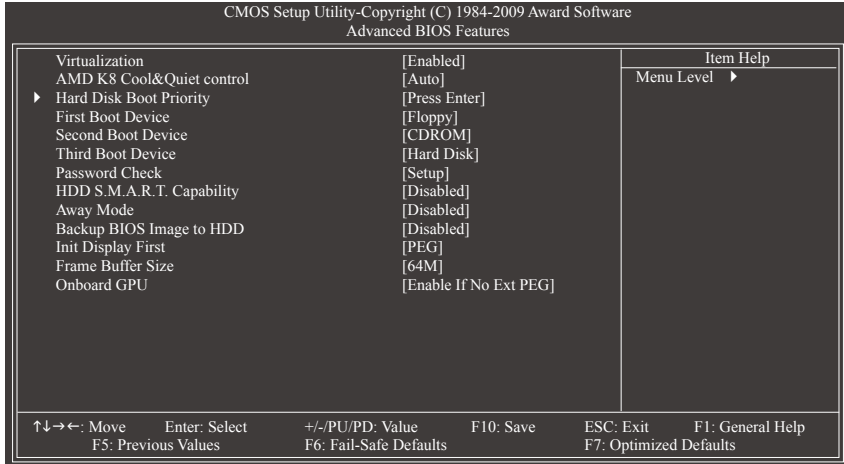 CMOS Setup Utility-Copyright (C) 1984-2009 Award Software
Advanced BIOS Features
Virtualization [Enabled]
AMD K8 Cool&Quiet control [Auto]
Hard Disk Boot Priority [Press Enter]
First Boot Device [Floppy]
Second Boot Device [CDROM]
Third Boot Device [Hard Disk]
Password Check [Setup]
HDD S.M.A.R.T. Capability [Disabled]
Away Mode [Disabled]
Backup BIOS Image to HDD [Disabled]
Init Display First [PEG]
Frame Buffer Size [64M]
Onboard GPU [Enable If No Ext PEG]
Item Help
Menu Level
↑↓→←: Move Enter: Select +/-/PU/PD: Value F10: Save ESC: Exit F1: General Help
F5: Previous Values F6: Fail-Safe Defaults F7: Optimized Defaults